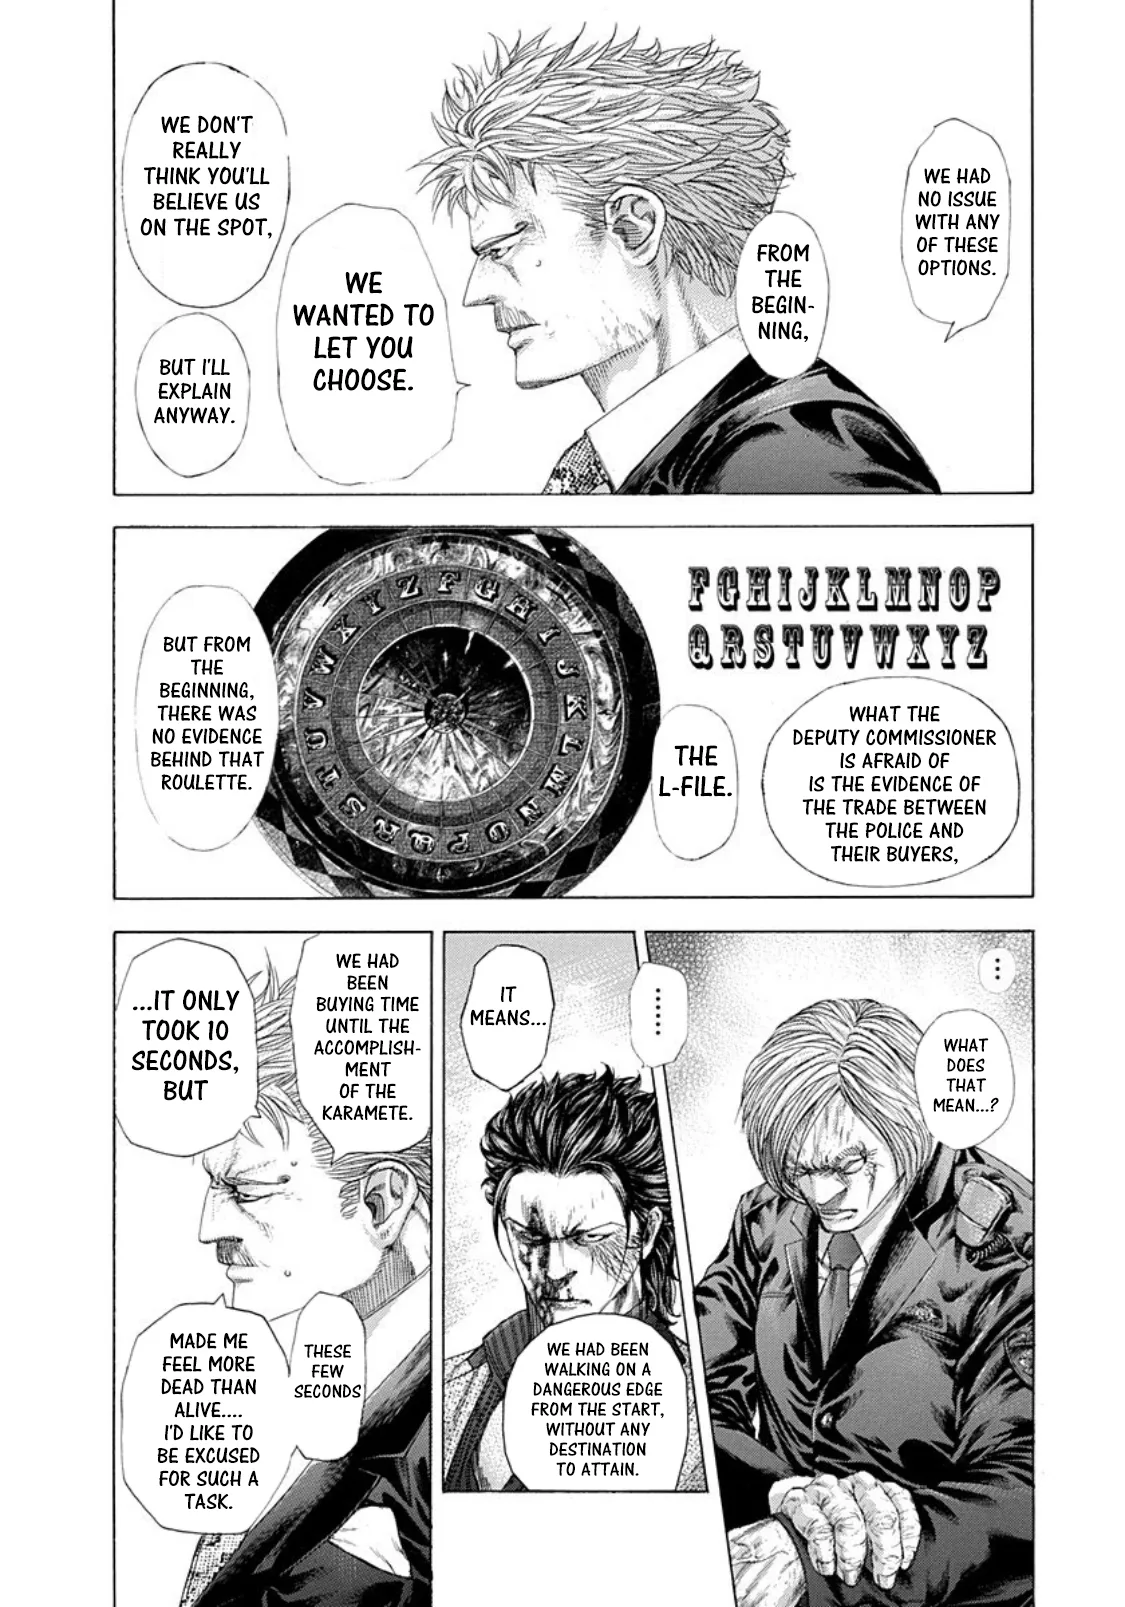 WE HAD
NO ISSUE
WITH ANY
OF THESE
OPTIONS.
FROM
THE
BEGIN-
NING,
WE
WANTED TO
LET YOU
CHOOSE.
WE DON'T
REALLY
THINK YOU'LL
BELIEVE US
ON THE SPOT,
BUT I'LL
EXPLAIN
ANYWAY.
FGHIJKLMNOP
QRSTUVWXYZ
WHAT THE
DEPUTY COMMISSIONER
IS AFRAID OF
IS THE EVIDENCE OF
THE TRADE BETWEEN
THE POLICE AND
THEIR BUYERS,
THE
L-FILE.
F G H I J K L M N O P Q R S T U V W X Y Z
BUT FROM
THE
BEGINNING,
THERE WAS
NO EVIDENCE
BEHIND THAT
ROULETTE.
...
WHAT
DOES
THAT
MEAN...?
......
IT
MEANS...
WE HAD BEEN
WALKING ON A
DANGEROUS EDGE
FROM THE START,
WITHOUT ANY
DESTINATION
TO ATTAIN.
WE HAD
BEEN
BUYING TIME
UNTIL THE
ACCOMPLISH-
MENT
OF THE
KARAMETE.
...IT ONLY
TOOK 10
SECONDS,
BUT
THESE
FEW
SECONDS
MADE ME
FEEL MORE
DEAD THAN
ALIVE....
I'D LIKE TO
BE EXCUSED
FOR SUCH A
TASK.